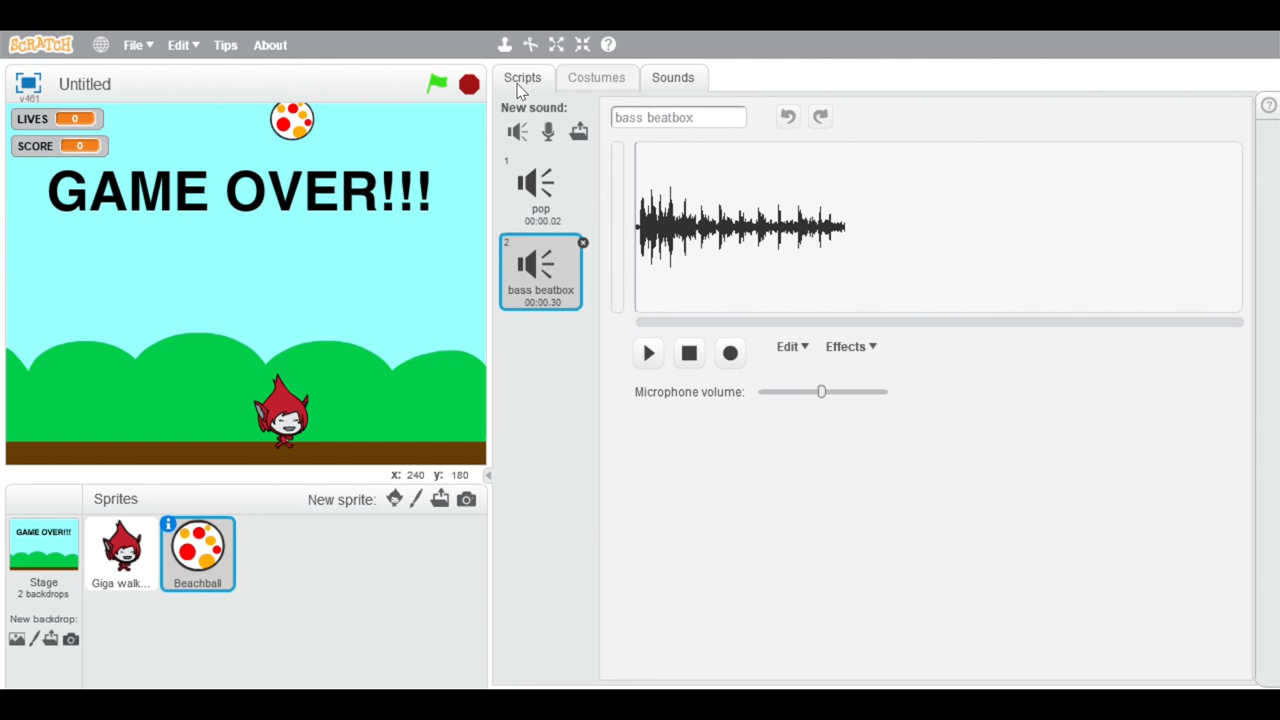 SCRATCH File Edit Tips About
Untitled
v461
LIVES 0
SCORE 0
GAME OVER!!!
x: 240 y: 180
Scripts Costumes Sounds
New sound:
1
pop
00:00.02
2
bass beatbox
00:00.30
bass beatbox
Edit Effects
Microphone volume:
Sprites New sprite:
GAME OVER!!!
Stage
2 backdrops
New backdrop:
Giga walk...
Beachball